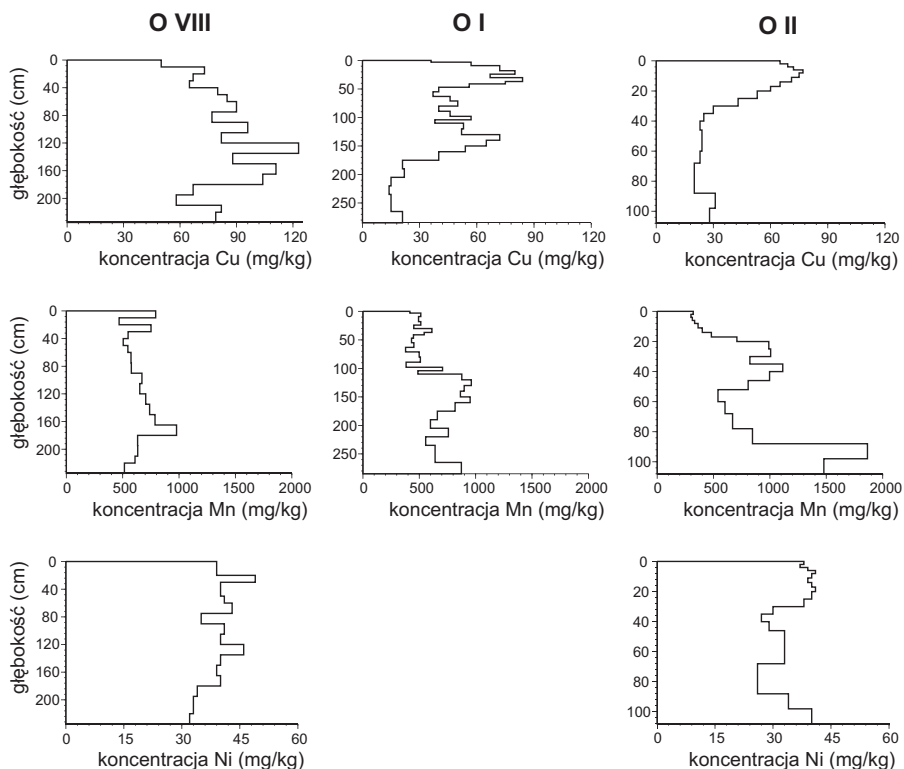 O VIII O I O II
głębokość (cm)
0
40
80
120
160
200
0 30 60 90 120
koncentracja Cu (mg/kg)
0
50
100
150
200
250
0 30 60 90 120
koncentracja Cu (mg/kg)
0
20
40
60
80
100
0 30 60 90 120
koncentracja Cu (mg/kg)
głębokość (cm)
0
40
80
120
160
200
0 500 1000 1500 2000
koncentracja Mn (mg/kg)
0
50
100
150
200
250
0 500 1000 1500 2000
koncentracja Mn (mg/kg)
0
20
40
60
80
100
0 500 1000 1500 2000
koncentracja Mn (mg/kg)
głębokość (cm)
0
40
80
120
160
200
0 15 30 45 60
koncentracja Ni (mg/kg)
0
20
40
60
80
100
0 15 30 45 60
koncentracja Ni (mg/kg)